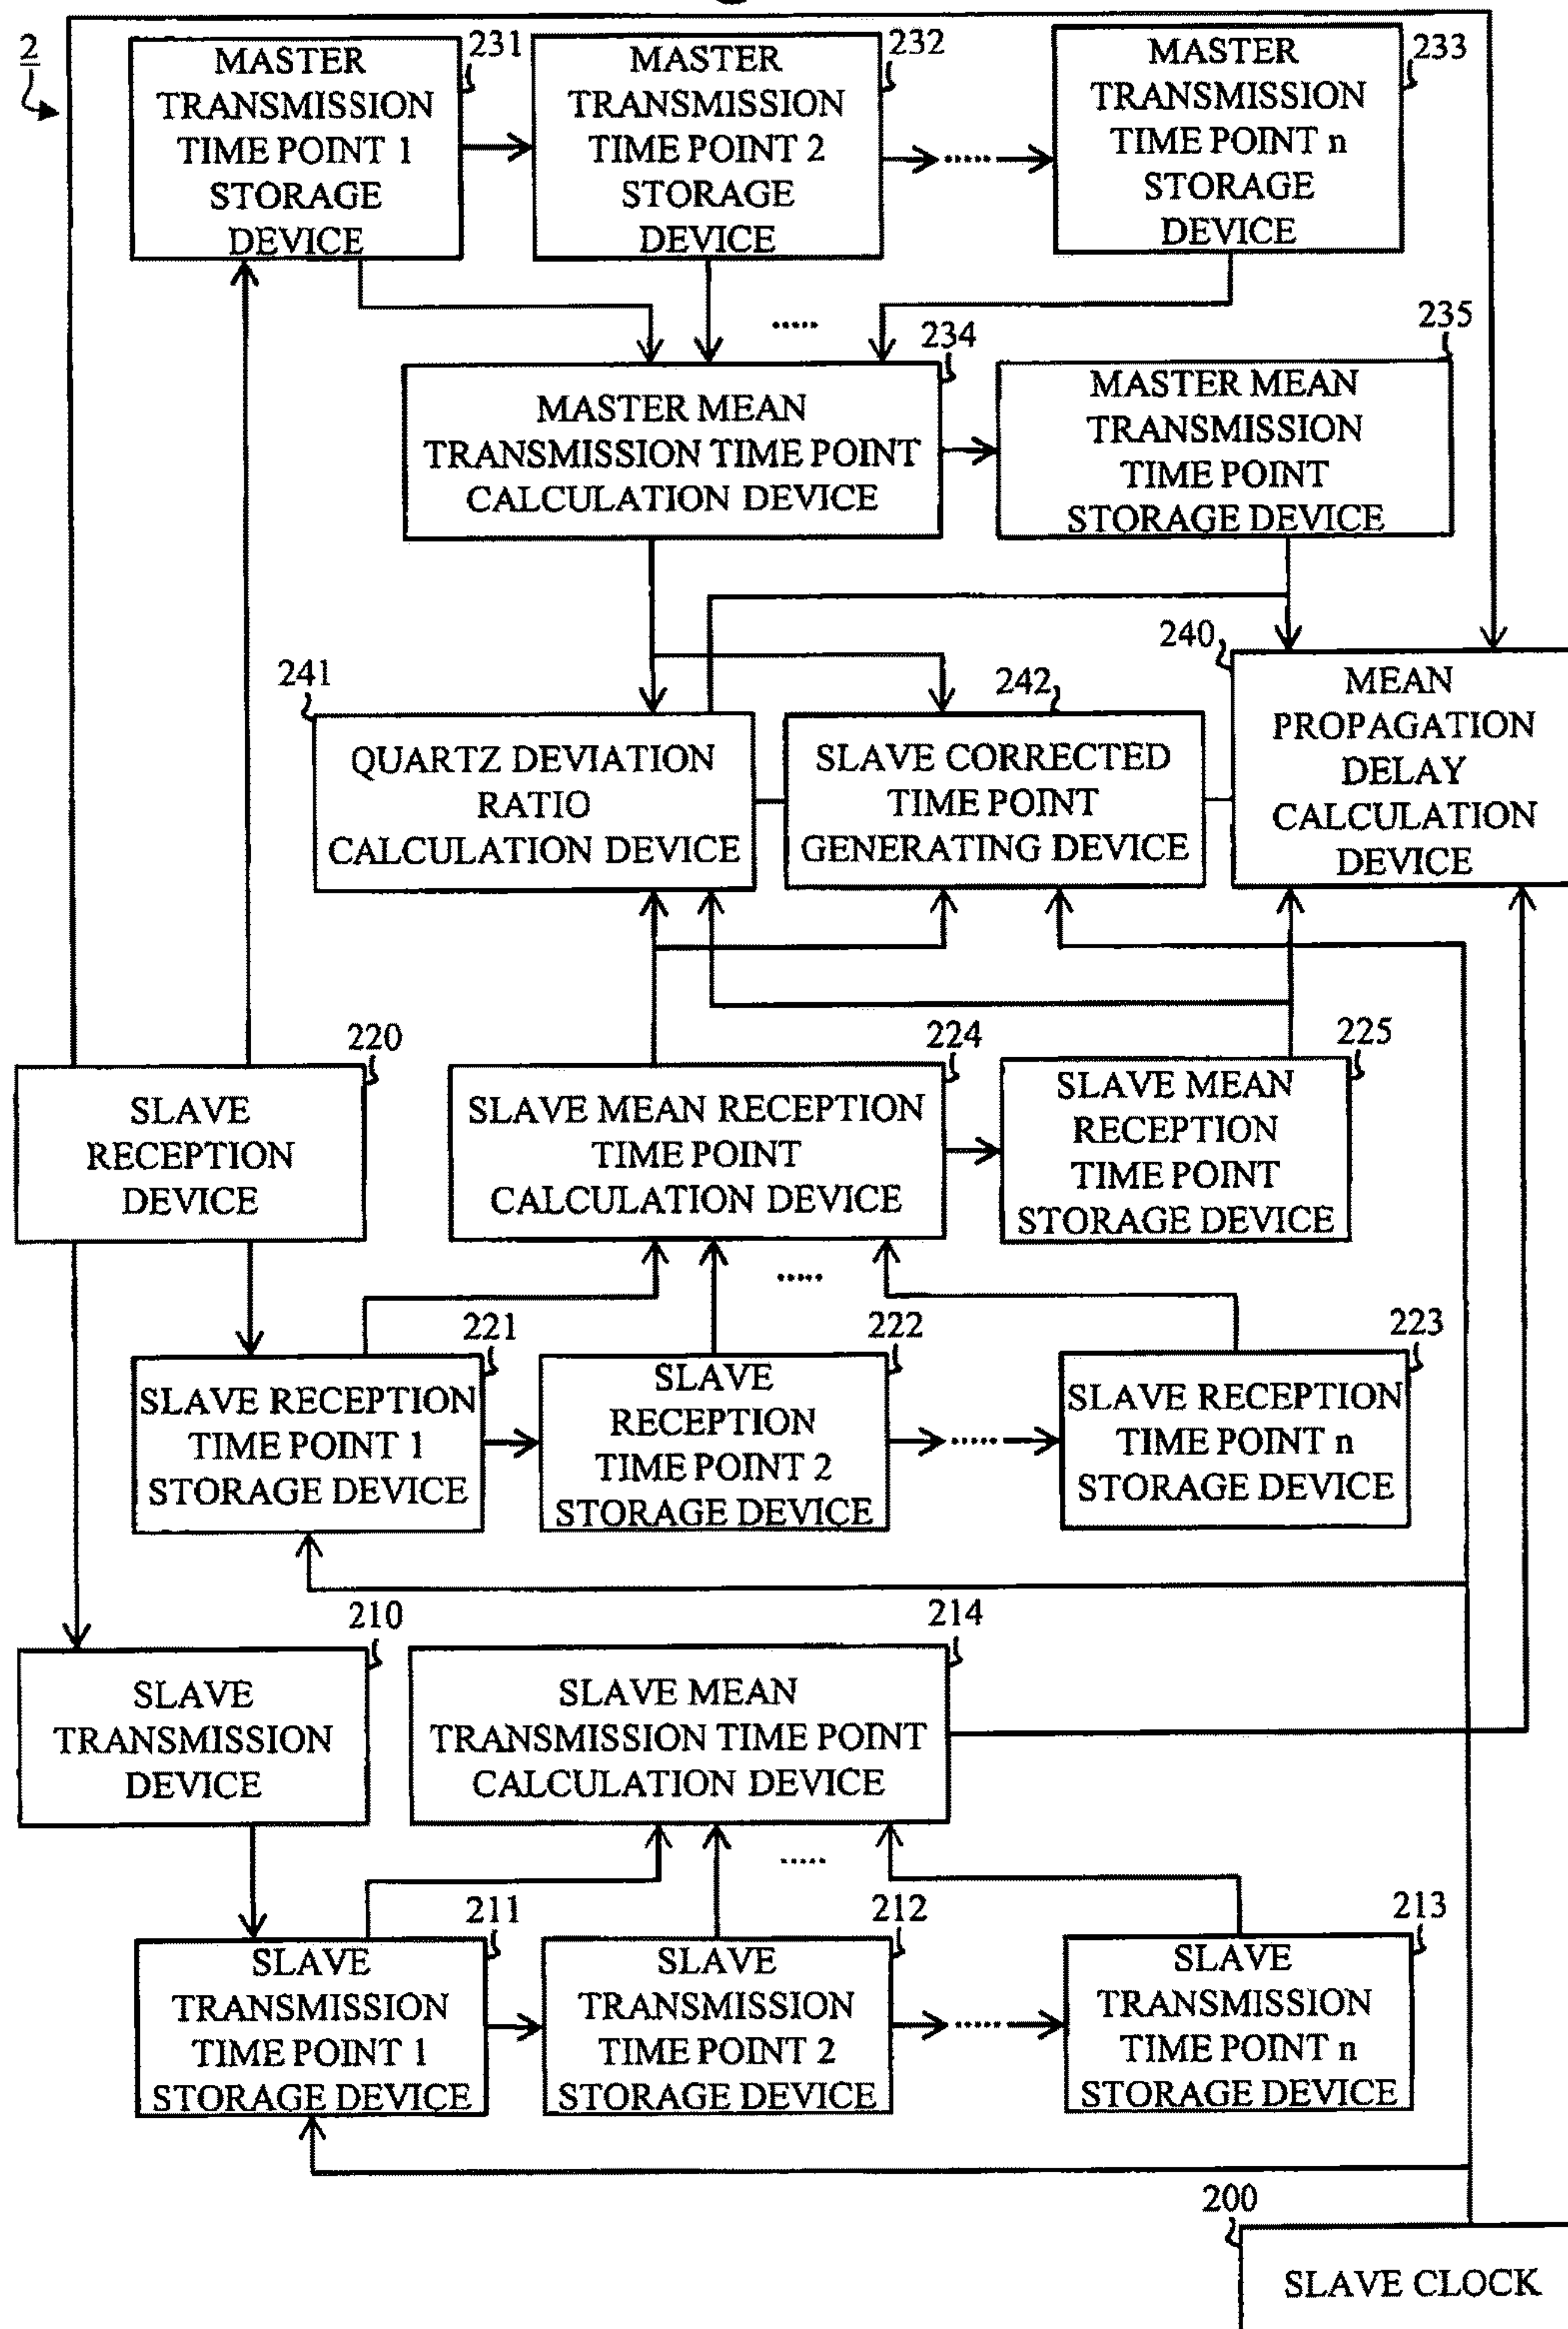 2
231
MASTER
TRANSMISSION
TIME POINT 1
STORAGE
DEVICE
232
MASTER
TRANSMISSION
TIME POINT 2
STORAGE
DEVICE
.....
233
MASTER
TRANSMISSION
TIME POINT n
STORAGE
DEVICE
.....
234
MASTER MEAN
TRANSMISSION TIME POINT
CALCULATION DEVICE
235
MASTER MEAN
TRANSMISSION
TIME POINT
STORAGE DEVICE
241
QUARTZ DEVIATION
RATIO
CALCULATION DEVICE
242
SLAVE CORRECTED
TIME POINT
GENERATING DEVICE
240
MEAN
PROPAGATION
DELAY
CALCULATION
DEVICE
220
SLAVE
RECEPTION
DEVICE
224
SLAVE MEAN RECEPTION
TIME POINT
CALCULATION DEVICE
225
SLAVE MEAN
RECEPTION
TIME POINT
STORAGE DEVICE
.....
221
SLAVE RECEPTION
TIME POINT 1
STORAGE DEVICE
222
SLAVE
RECEPTION
TIME POINT 2
STORAGE DEVICE
.....
223
SLAVE RECEPTION
TIME POINT n
STORAGE DEVICE
210
SLAVE
TRANSMISSION
DEVICE
214
SLAVE MEAN
TRANSMISSION TIME POINT
CALCULATION DEVICE
.....
211
SLAVE
TRANSMISSION
TIME POINT 1
STORAGE DEVICE
212
SLAVE
TRANSMISSION
TIME POINT 2
STORAGE DEVICE
.....
213
SLAVE
TRANSMISSION
TIME POINT n
STORAGE DEVICE
200
SLAVE CLOCK